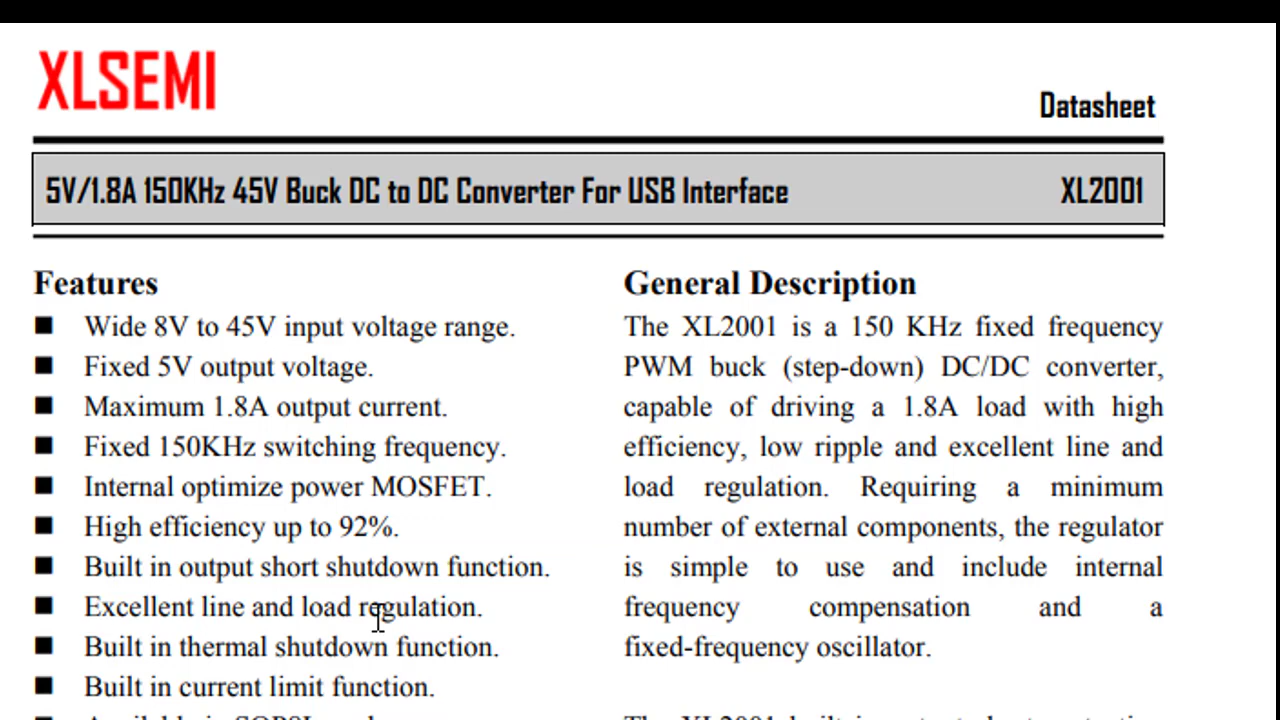 XLSEMI
Datasheet
5V/1.8A 150KHz 45V Buck DC to DC Converter For USB Interface XL2001
Features
Wide 8V to 45V input voltage range.
Fixed 5V output voltage.
Maximum 1.8A output current.
Fixed 150KHz switching frequency.
Internal optimize power MOSFET.
High efficiency up to 92%.
Built in output short shutdown function.
Excellent line and load regulation.
Built in thermal shutdown function.
Built in current limit function.
General Description
The XL2001 is a 150 KHz fixed frequency
PWM buck (step-down) DC/DC converter,
capable of driving a 1.8A load with high
efficiency, low ripple and excellent line and
load regulation. Requiring a minimum
number of external components, the regulator
is simple to use and include internal
frequency compensation and a
fixed-frequency oscillator.